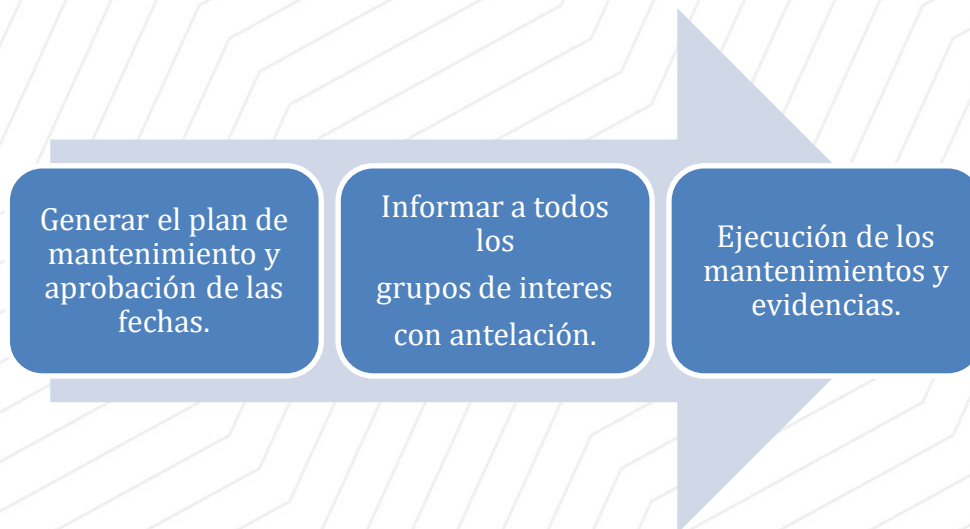 Generar el plan de
mantenimiento y
aprobación de las
fechas.
Informar a todos
los
grupos de interes
con antelación.
Ejecución de los
mantenimientos y
evidencias.